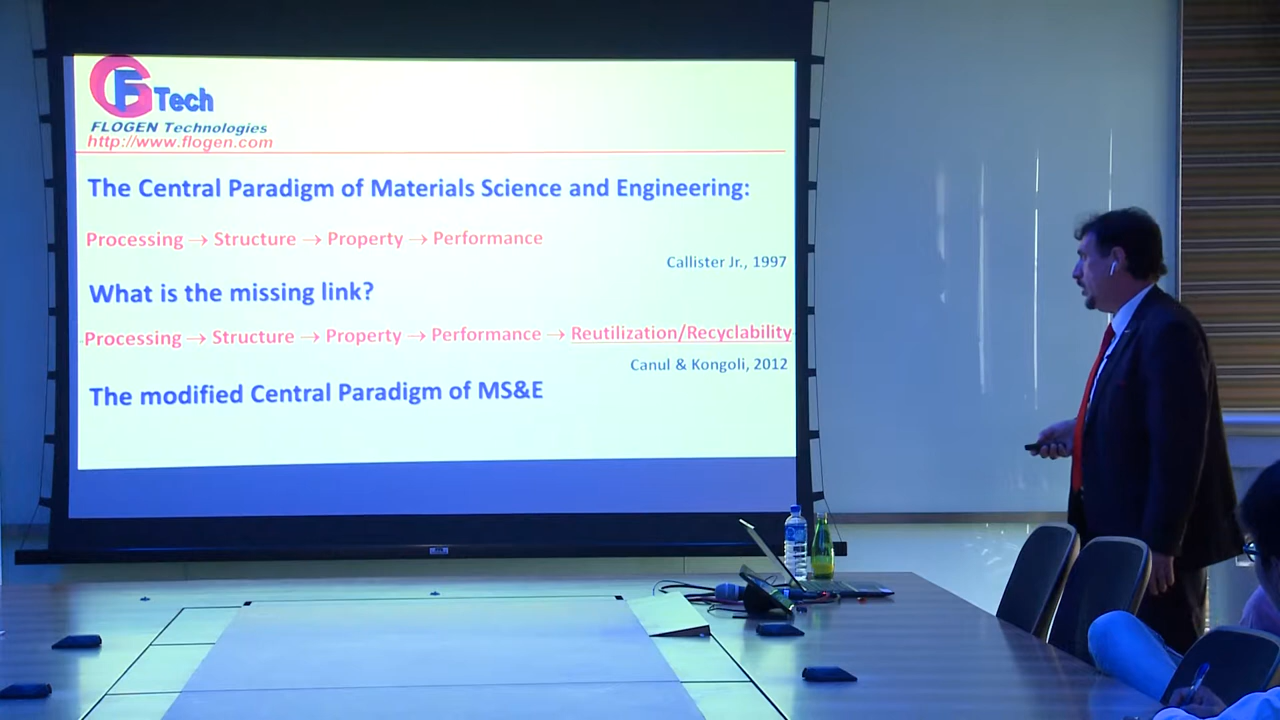 GF Tech
FLOGEN Technologies
http://www.flogen.com
The Central Paradigm of Materials Science and Engineering:
Processing → Structure → Property → Performance
Callister Jr., 1997
What is the missing link?
Processing → Structure → Property → Performance → Reutilization/Recyclability
Canul & Kongoli, 2012
The modified Central Paradigm of MS&E